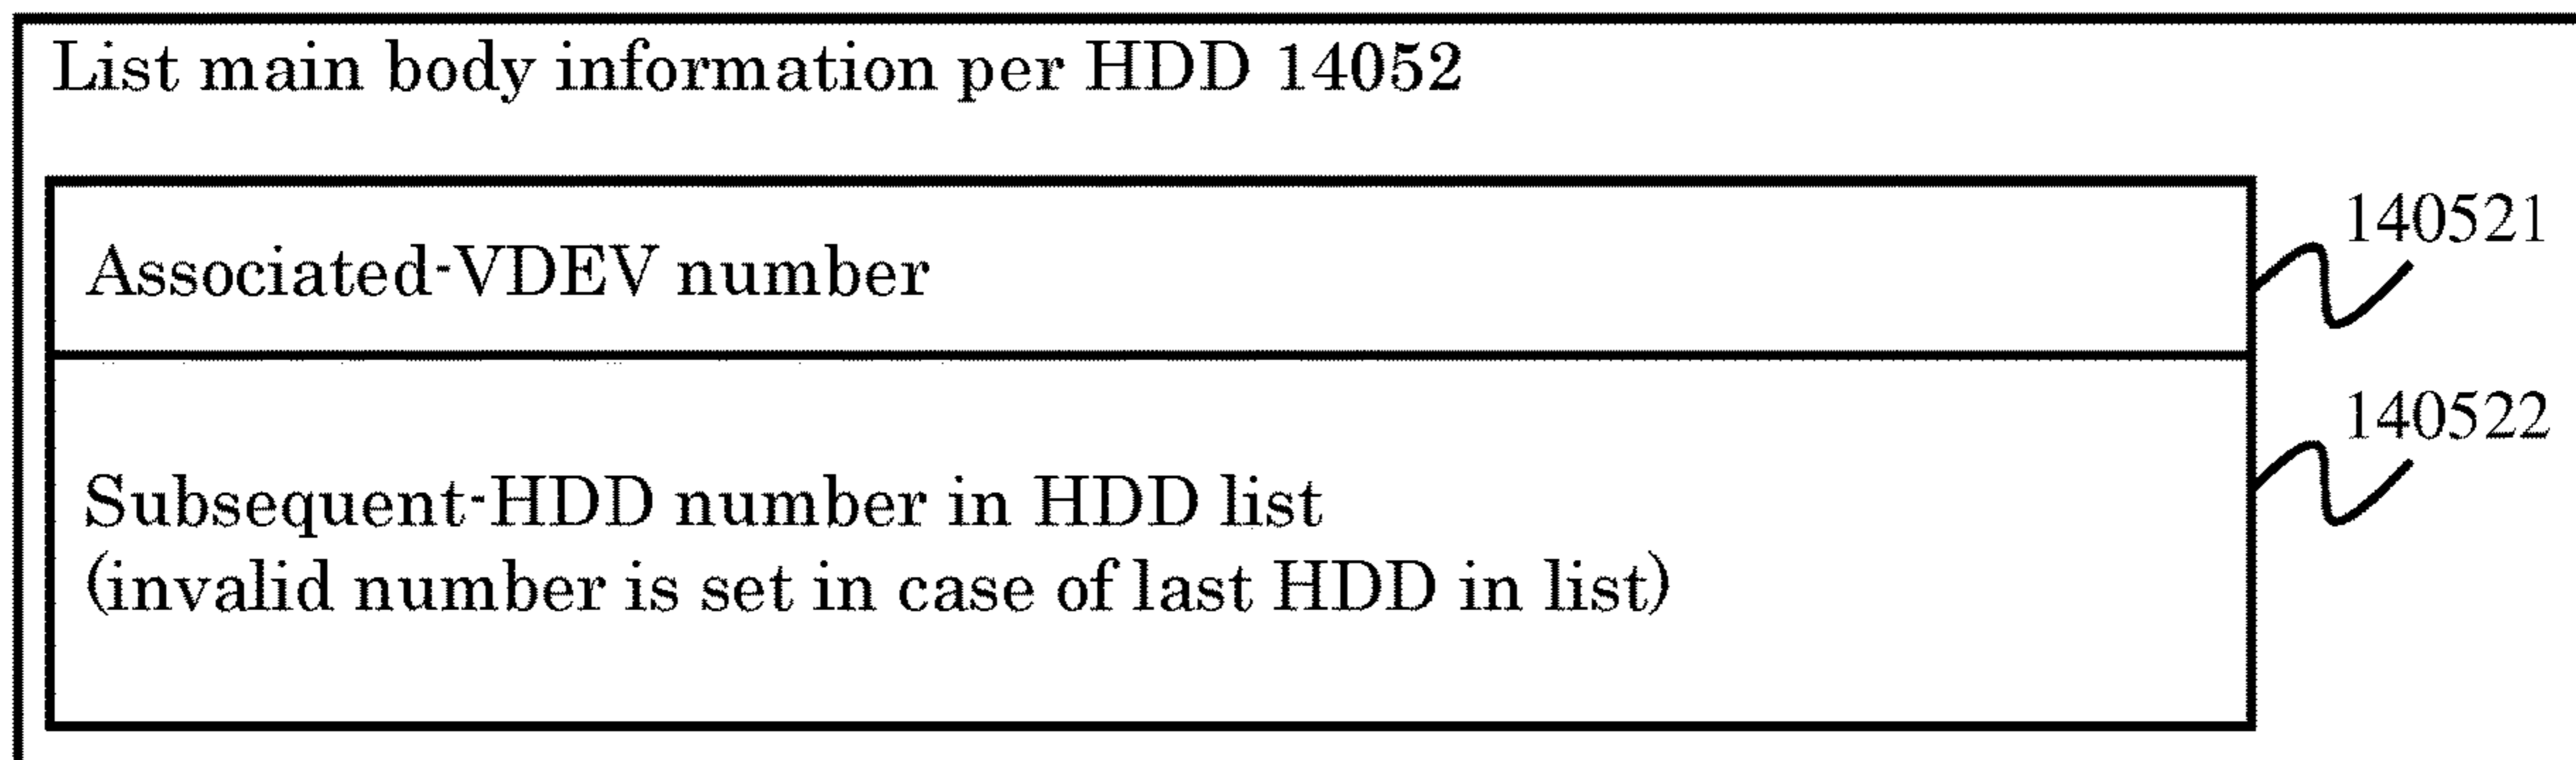 List main body information per HDD 14052
140521
Associated-VDEV number
140522
Subsequent-HDD number in HDD list
(invalid number is set in case of last HDD in list)